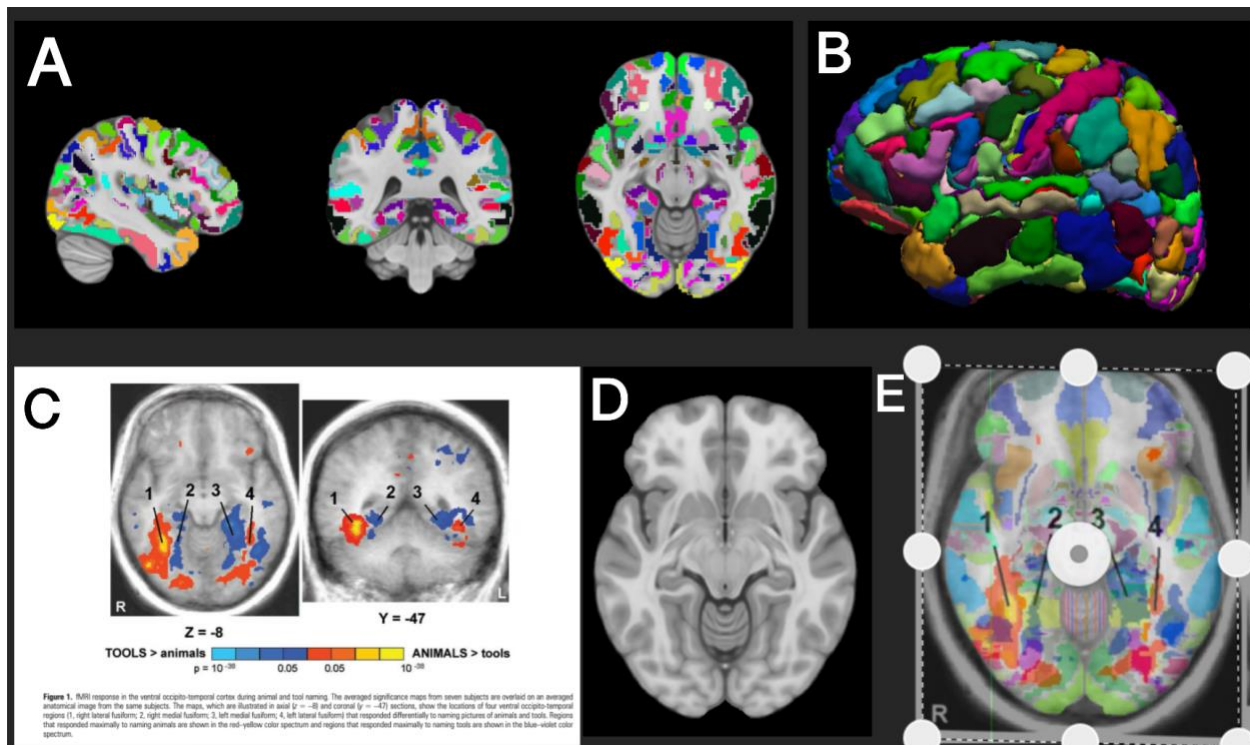 A
B
C
1
2
3
4
R
1
2
3
4
L
Z = -8
Y = -47
TOOLS > animals
ANIMALS > tools
p = 10⁻³⁸
0.05
0.05
10⁻³⁸
Figure 1. fMRI response in the ventral occipito-temporal cortex during animal and tool naming. The averaged significance maps from seven subjects are overlaid on an averaged
anatomical image from the same subjects. The maps, which are illustrated in axial (z = −8) and coronal (y = −47) sections, show the locations of four ventral occipito-temporal
regions (1, right lateral fusiform; 2, right medial fusiform; 3, left medial fusiform; 4, left lateral fusiform) that responded differentially to naming pictures of animals and tools. Regions
that responded maximally to naming animals are shown in the red–yellow color spectrum and regions that responded maximally to naming tools are shown in the blue–violet color
spectrum.
D
E
1
2
3
4
R